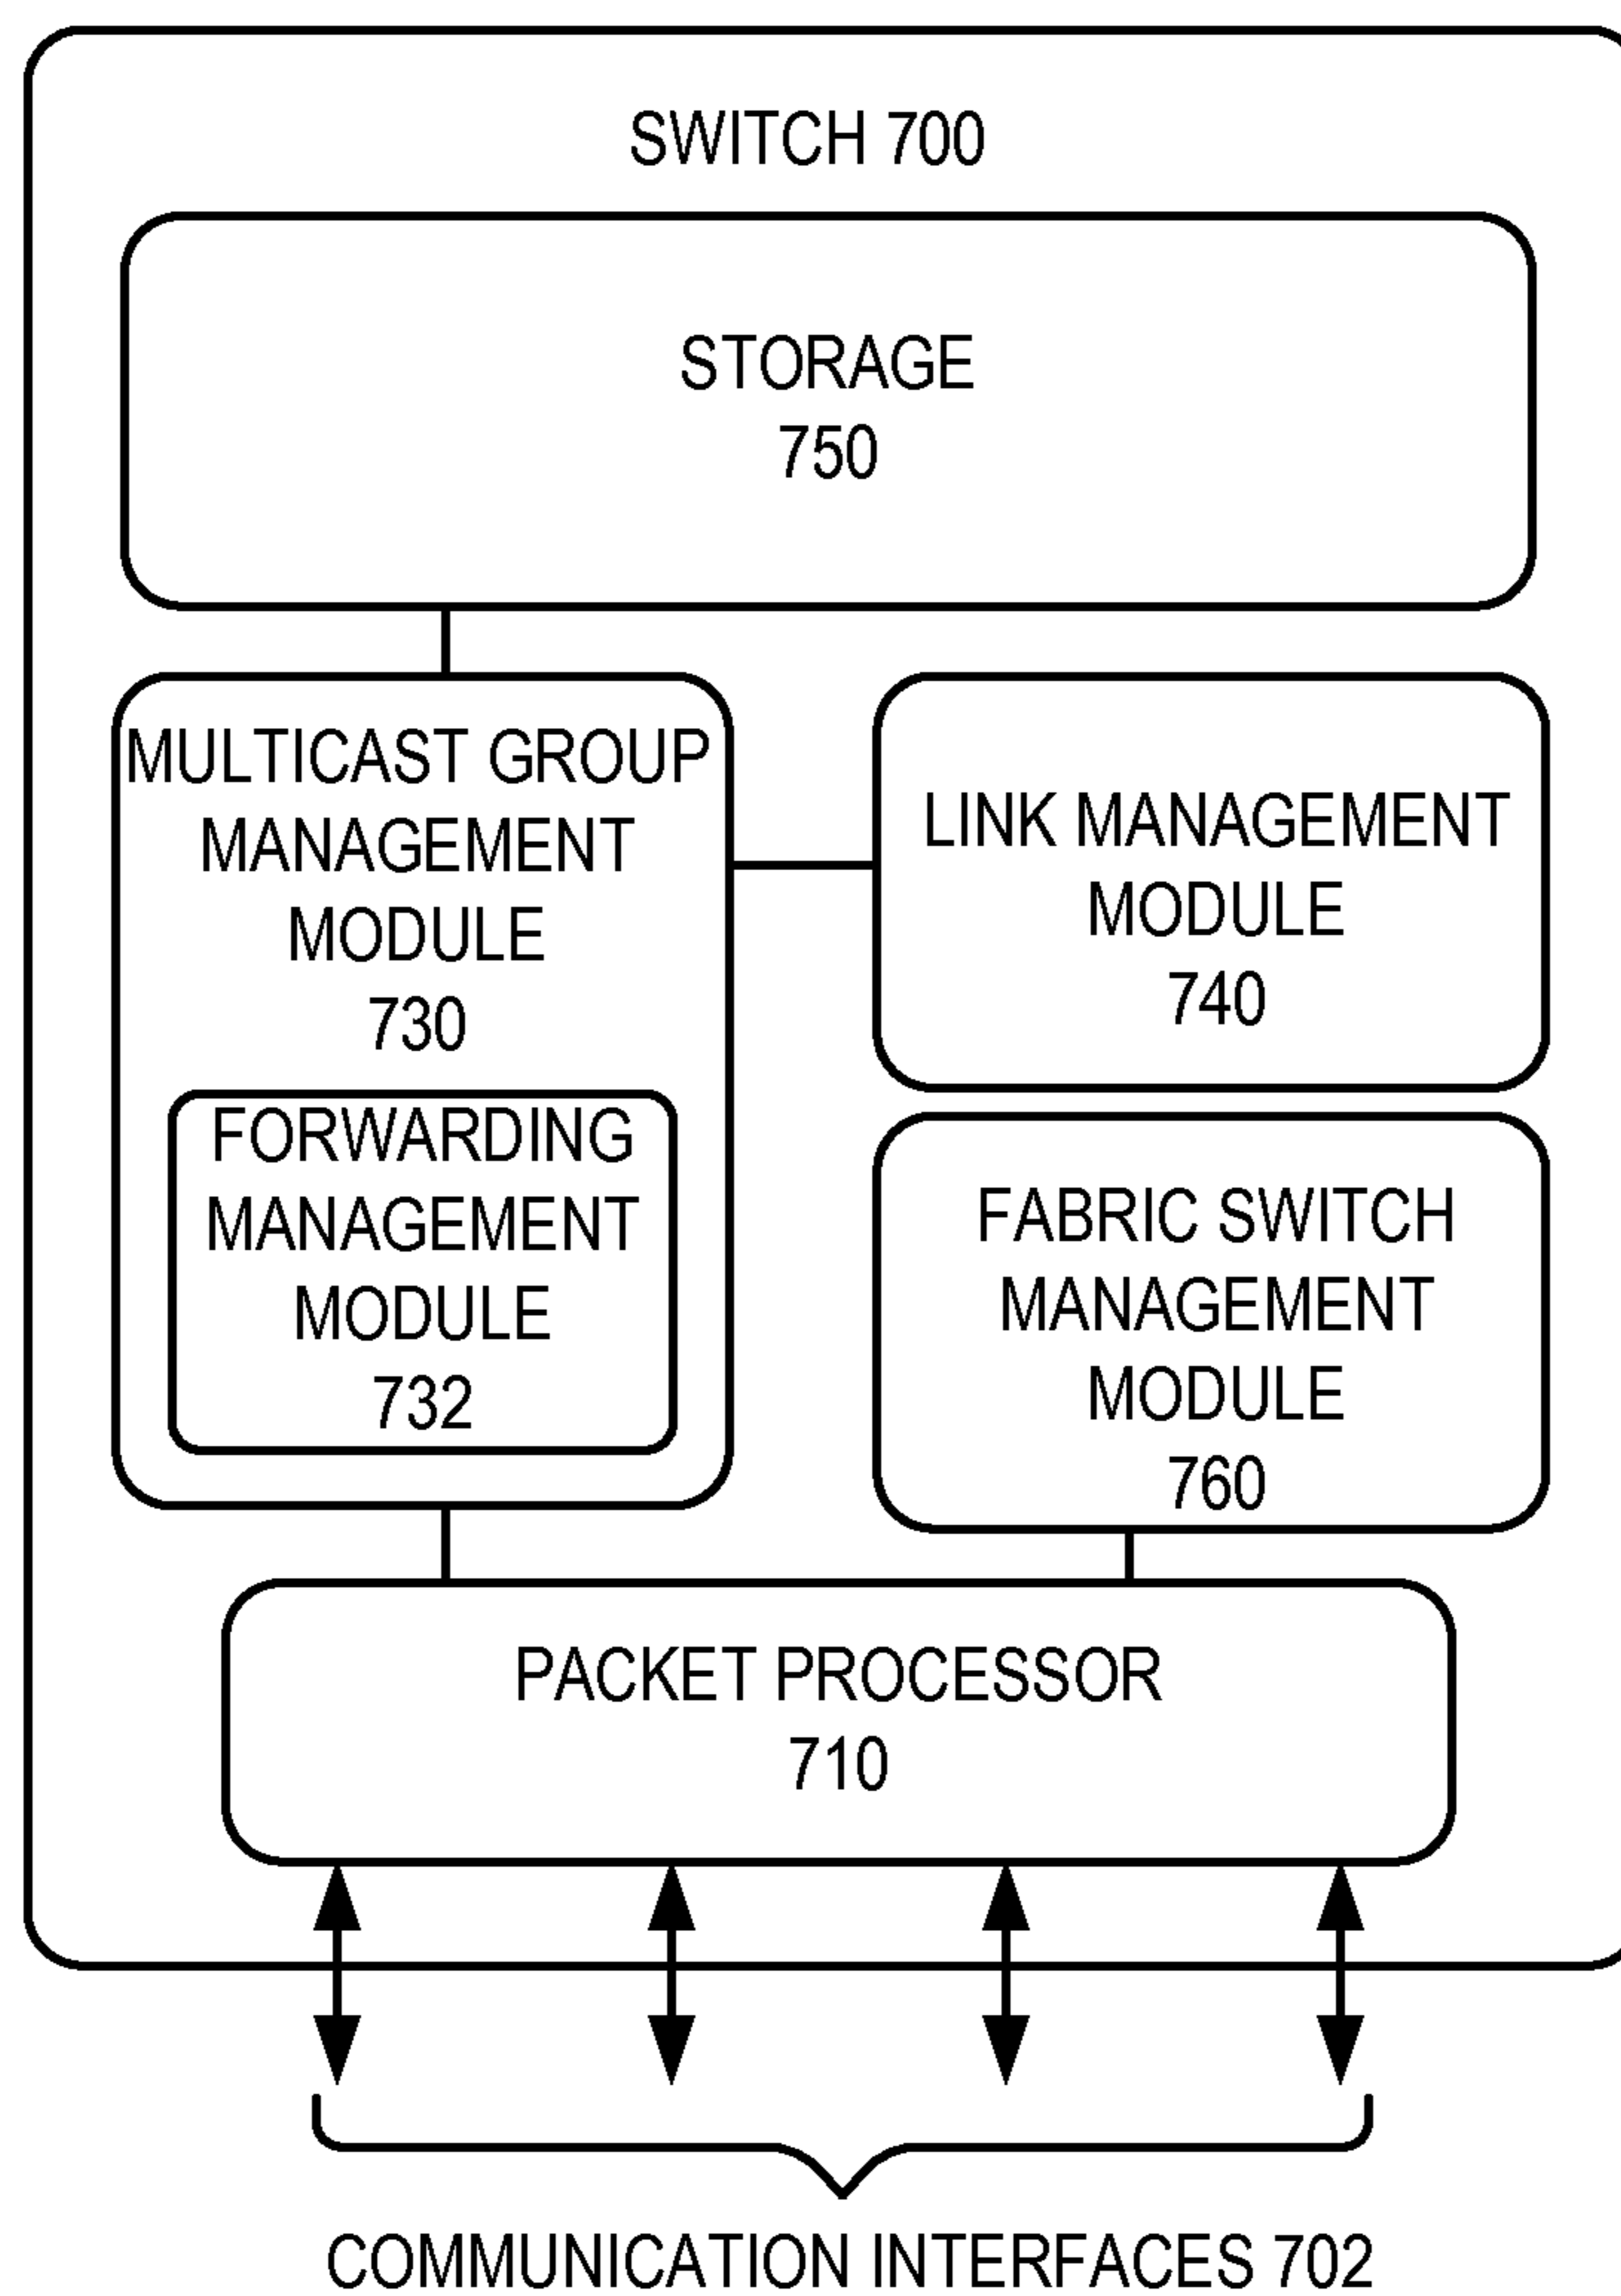 SWITCH 700
STORAGE
750
MULTICAST GROUP
MANAGEMENT
MODULE
730
FORWARDING
MANAGEMENT
MODULE
732
LINK MANAGEMENT
MODULE
740
FABRIC SWITCH
MANAGEMENT
MODULE
760
PACKET PROCESSOR
710
COMMUNICATION INTERFACES 702